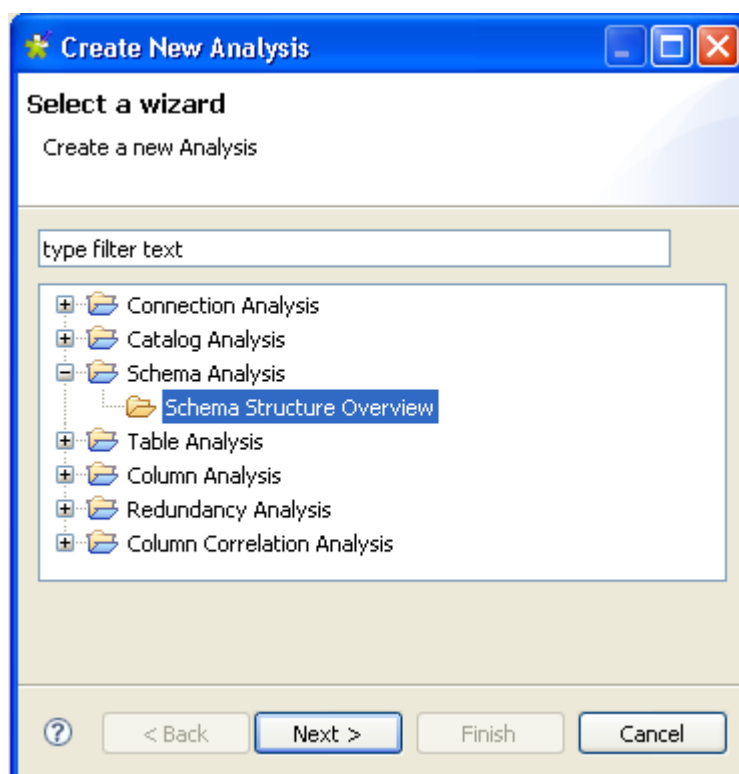 Create New Analysis
Select a wizard
Create a new Analysis
type filter text
Connection Analysis
Catalog Analysis
Schema Analysis
Schema Structure Overview
Table Analysis
Column Analysis
Redundancy Analysis
Column Correlation Analysis
? < Back Next > Finish Cancel